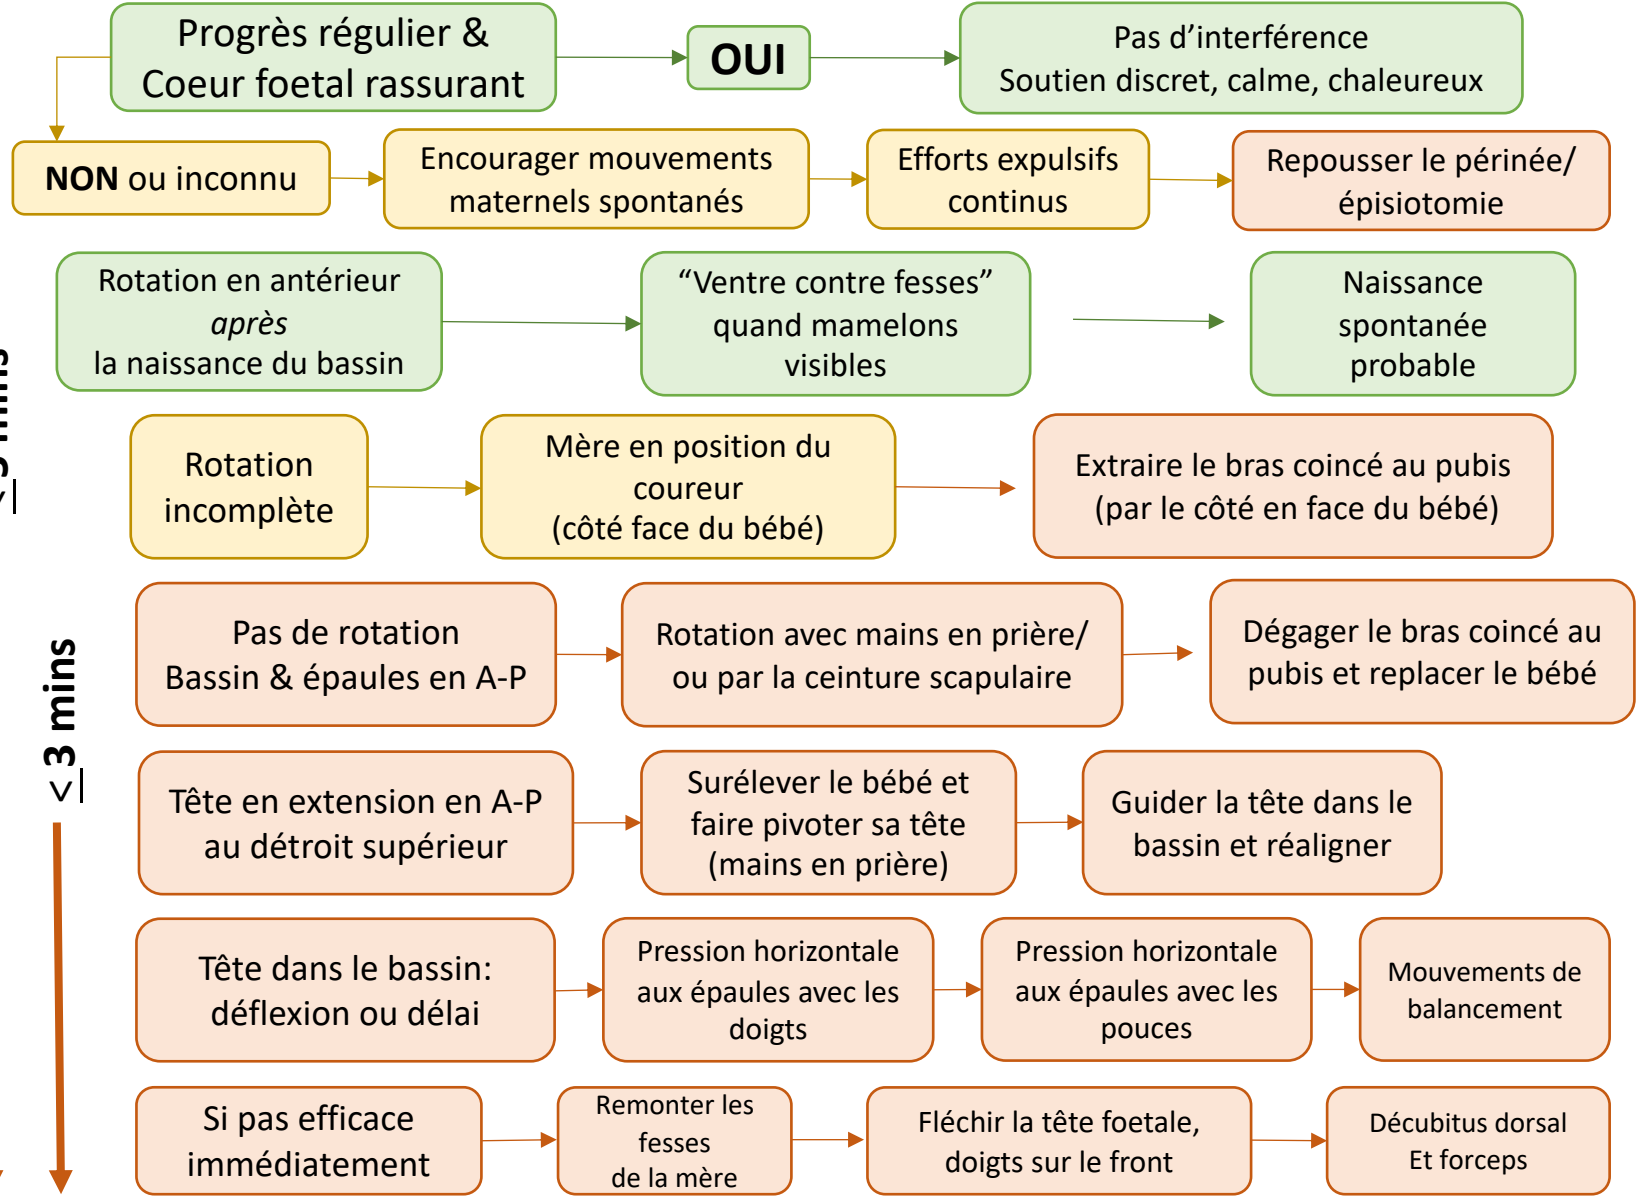 Progrès régulier &
Coeur foetal rassurant
OUI
Pas d’interférence
Soutien discret, calme, chaleureux
NON ou inconnu
Encourager mouvements
maternels spontanés
Efforts expulsifs
continus
Repousser le périnée/
épisiotomie
Rotation en antérieur
après
la naissance du bassin
“Ventre contre fesses”
quand mamelons
visibles
Naissance
spontanée
probable
Rotation
incomplète
Mère en position du
coureur
(côté face du bébé)
Extraire le bras coincé au pubis
(par le côté en face du bébé)
Pas de rotation
Bassin & épaules en A-P
Rotation avec mains en prière/
ou par la ceinture scapulaire
Dégager le bras coincé au
pubis et replacer le bébé
< 3 mins
Tête en extension en A-P
au détroit supérieur
Surélever le bébé et
faire pivoter sa tête
(mains en prière)
Guider la tête dans le
bassin et réaligner
Tête dans le bassin:
déflexion ou délai
Pression horizontale
aux épaules avec les
doigts
Pression horizontale
aux épaules avec les
pouces
Mouvements de
balancement
Si pas efficace
immédiatement
Remonter les
fesses
de la mère
Fléchir la tête foetale,
doigts sur le front
Décubitus dorsal
Et forceps